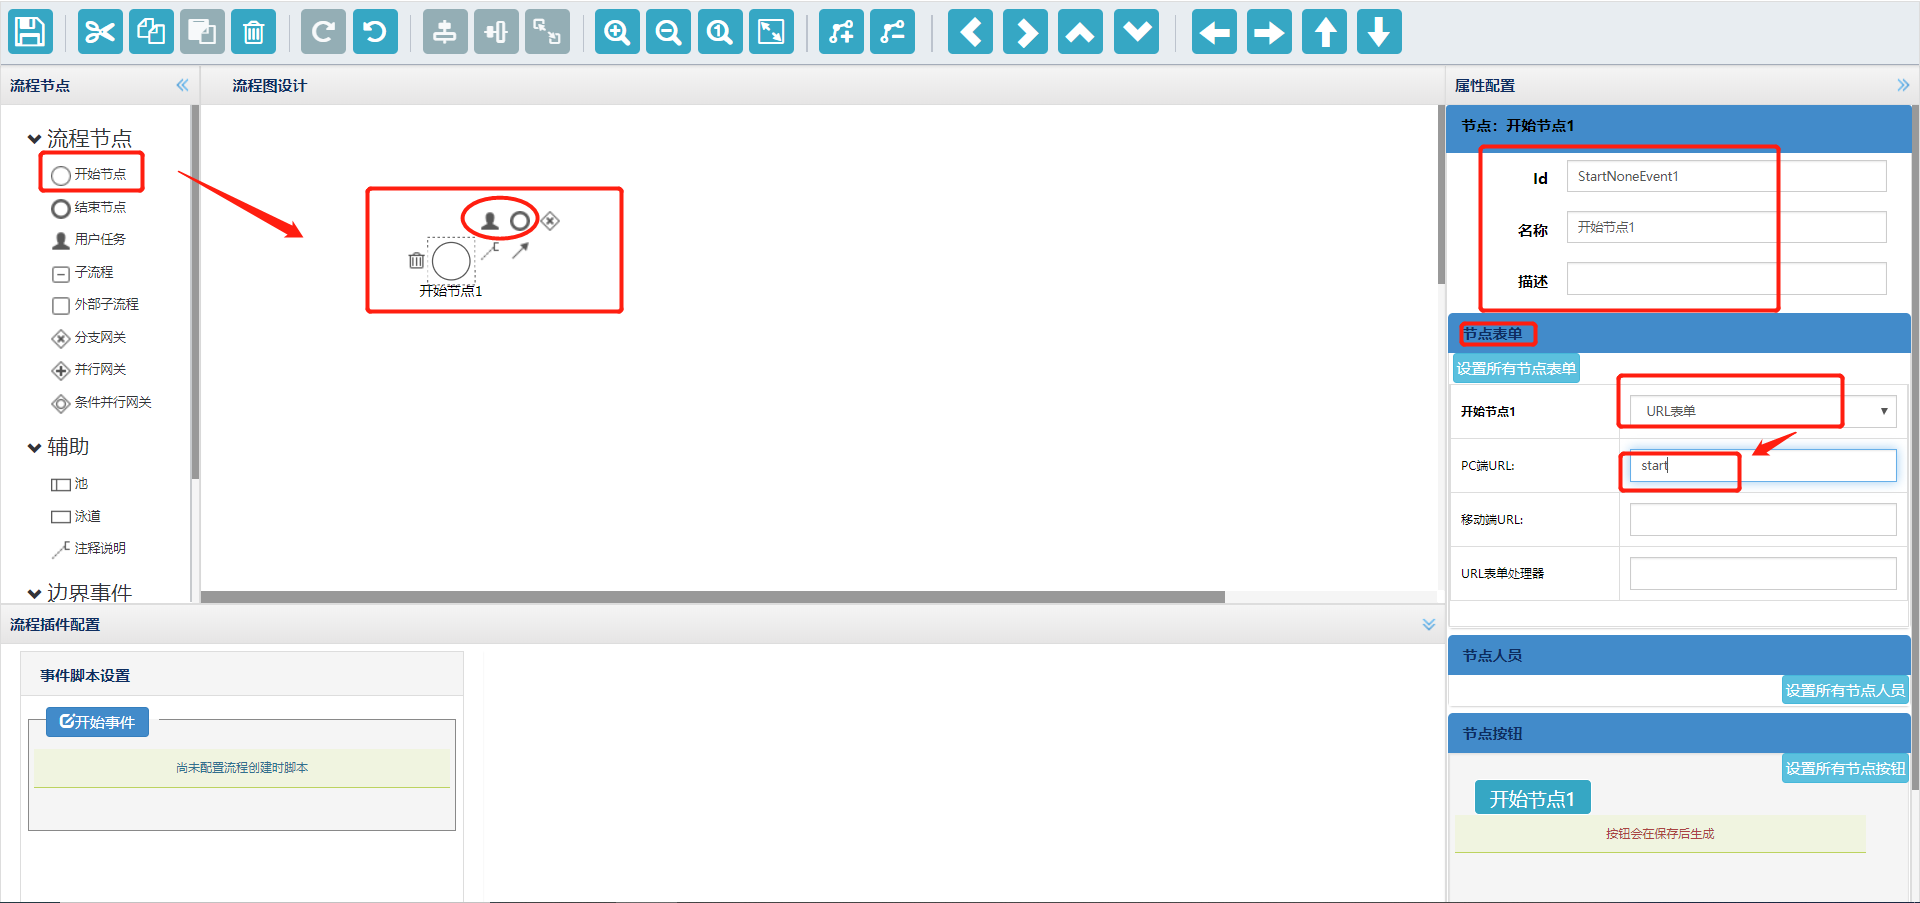 流程节点
流程图设计
属性配置
流程节点
开始节点
结束节点
用户任务
子流程
外部子流程
分支网关
并行网关
条件并行网关
辅助
池
泳道
注释说明
边界事件
开始节点1
节点：开始节点1
Id
StartNoneEvent1
名称
开始节点1
描述
节点表单
设置所有节点表单
开始节点1
URL表单
PC端URL:
start
移动端URL:
URL表单处理器
流程插件配置
事件脚本设置
开始事件
尚未配置流程创建时脚本
节点人员
设置所有节点人员
节点按钮
设置所有节点按钮
开始节点1
按钮会在保存后生成